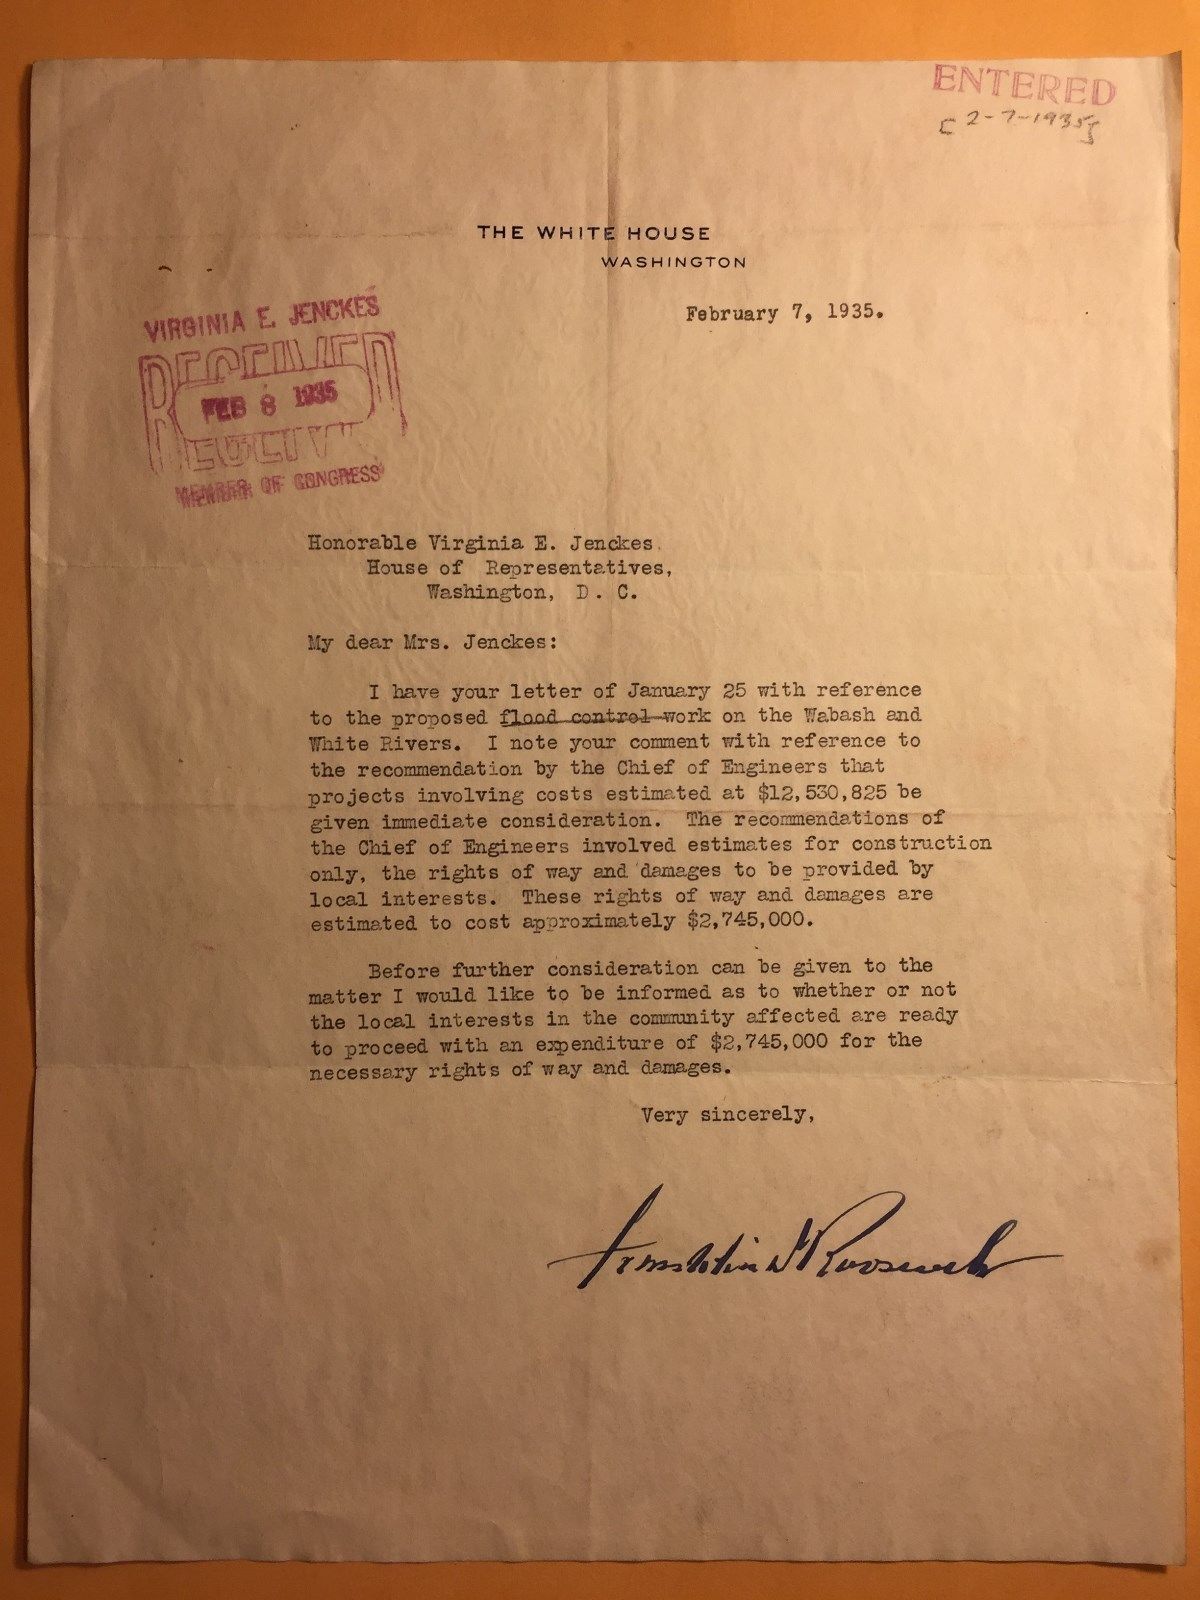 ENTERED
[2-7-1935]
THE WHITE HOUSE
WASHINGTON
February 7, 1935.
VIRGINIA E. JENCKES
RECEIVED
FEB 8 1935
MEMBER OF CONGRESS
Honorable Virginia E. Jenckes.
House of Representatives,
Washington, D. C.
My dear Mrs. Jenckes:
I have your letter of January 25 with reference
to the proposed flood control work on the Wabash and
White Rivers. I note your comment with reference to
the recommendation by the Chief of Engineers that
projects involving costs estimated at $12,530,825 be
given immediate consideration. The recommendations of
the Chief of Engineers involved estimates for construction
only, the rights of way and damages to be provided by
local interests. These rights of way and damages are
estimated to cost approximately $2,745,000.
Before further consideration can be given to the
matter I would like to be informed as to whether or not
the local interests in the community affected are ready
to proceed with an expenditure of $2,745,000 for the
necessary rights of way and damages.
Very sincerely,
Franklin D Roosevelt